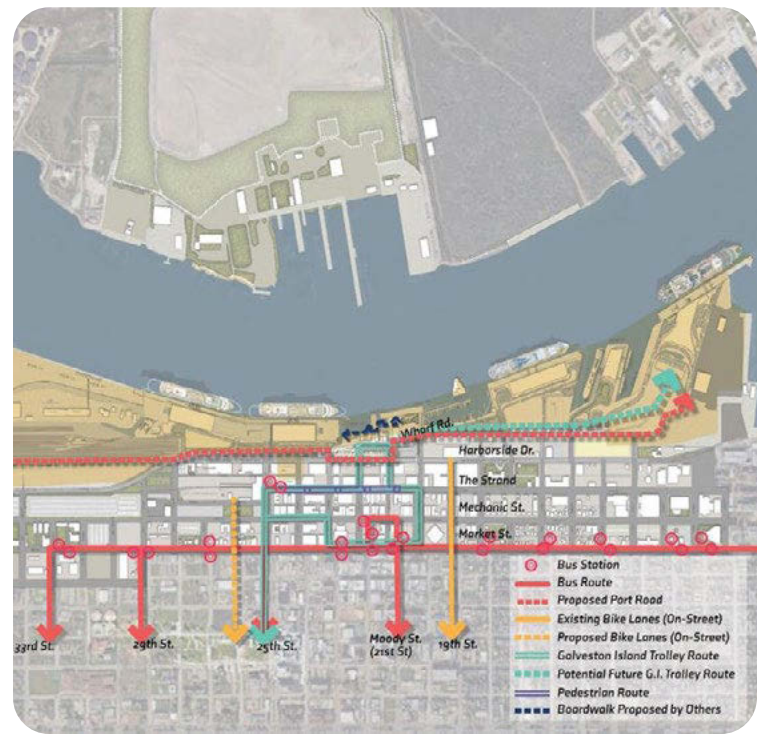 Wharf Rd.
Harborside Dr.
The Strand
Mechanic St.
Market St.
33rd St.
29th St.
25th St.
Moody St.
(21st St)
19th St.
Bus Station
Bus Route
Proposed Port Road
Existing Bike Lanes (On-Street)
Proposed Bike Lanes (On-Street)
Galveston Island Trolley Route
Potential Future G.I. Trolley Route
Pedestrian Route
Boardwalk Proposed by Others